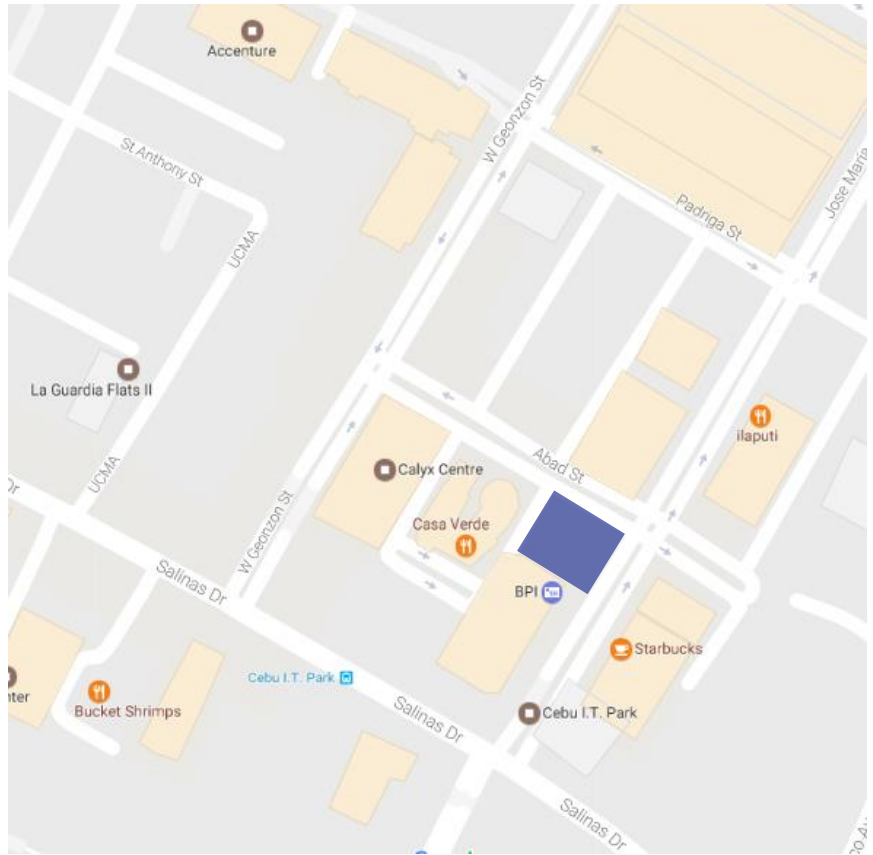 Accenture
W Geonzon St
St Anthony St
Jose Maria
Padriga St
UCMA
La Guardia Flats II
ilaputi
Abad St
Calyx Centre
UCMA
Dr
W Geonzon St
Casa Verde
BPI
Salinas Dr
Starbucks
Cebu I.T. Park
nter
Bucket Shrimps
Salinas Dr
Cebu I.T. Park
Salinas Dr